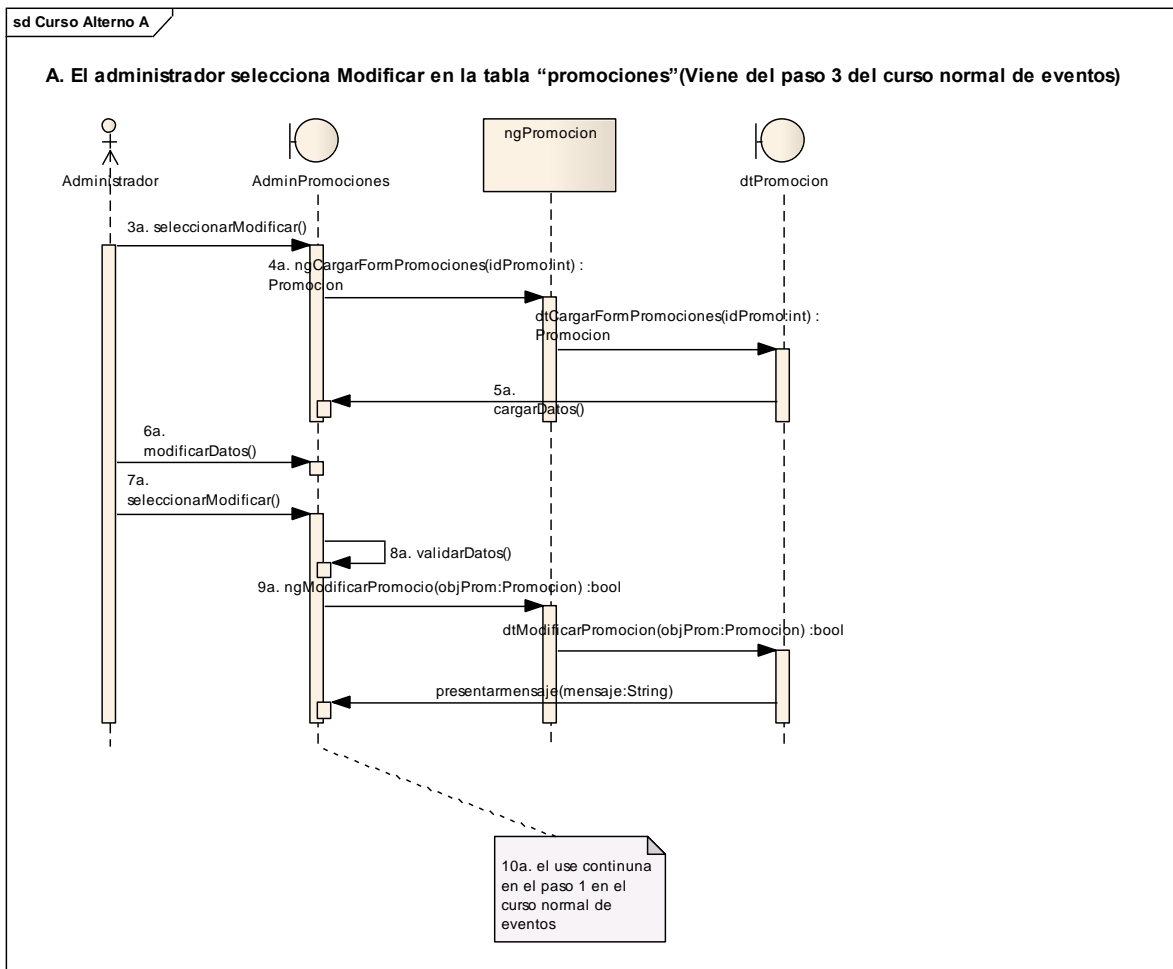 sd Curso Alterno A
A. El administrador selecciona Modificar en la tabla “promociones”(Viene del paso 3 del curso normal de eventos)
Administrador
AdminPromociones
ngPromocion
dtPromocion
3a. seleccionarModificar()
4a. ngCargarFormPromociones(idPromo:int) :
Promocion
dtCargarFormPromociones(idPromo:int) :
Promocion
5a.
cargarDatos()
6a.
modificarDatos()
7a.
seleccionarModificar()
8a. validarDatos()
9a. ngModificarPromocio(objProm:Promocion) :bool
dtModificarPromocion(objProm:Promocion) :bool
presentarmensaje(mensaje:String)
10a. el use continuna
en el paso 1 en el
curso normal de
eventos